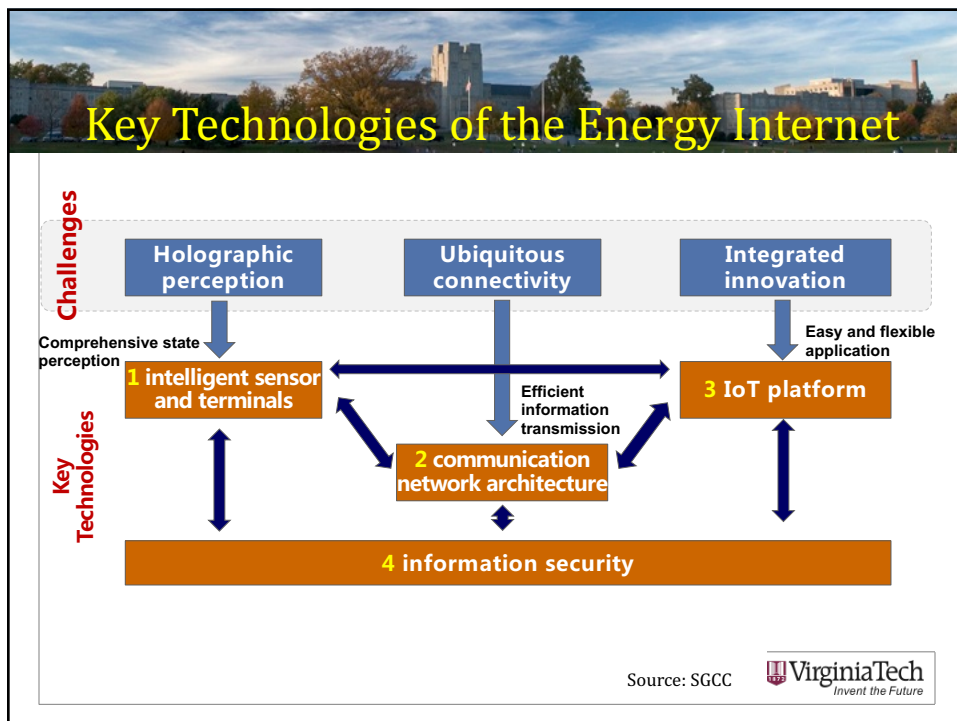 Key Technologies of the Energy Internet
Challenges
Holographic
perception
Ubiquitous
connectivity
Integrated
innovation
Comprehensive state
perception
Easy and flexible
application
1 intelligent sensor
and terminals
3 IoT platform
Efficient
information
transmission
Key
Technologies
2 communication
network architecture
4 information security
Source: SGCC
1872
VirginiaTech
Invent the Future